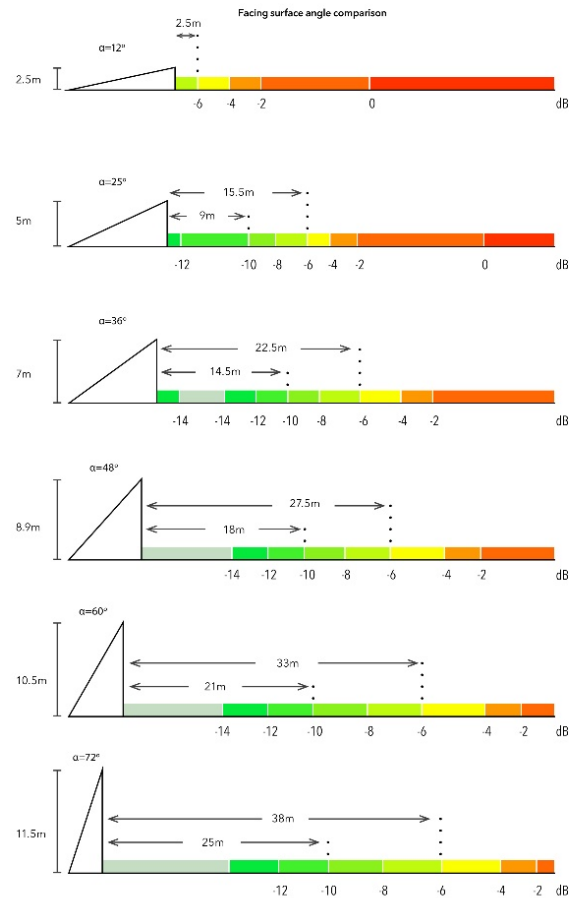 Facing surface angle comparison
2.5m
α=12°
2.5m
-6 -4 -2 0 dB
α=25°
15.5m
5m
9m
-12 -10 -8 -6 -4 -2 0 dB
α=36°
22.5m
7m
14.5m
-14 -14 -12 -10 -8 -6 -4 -2 dB
α=48°
27.5m
8.9m
18m
-14 -12 -10 -8 -6 -4 -2 dB
α=60°
33m
10.5m
21m
-14 -12 -10 -8 -6 -4 -2 dB
α=72°
38m
11.5m
25m
-12 -10 -8 -6 -4 -2 dB